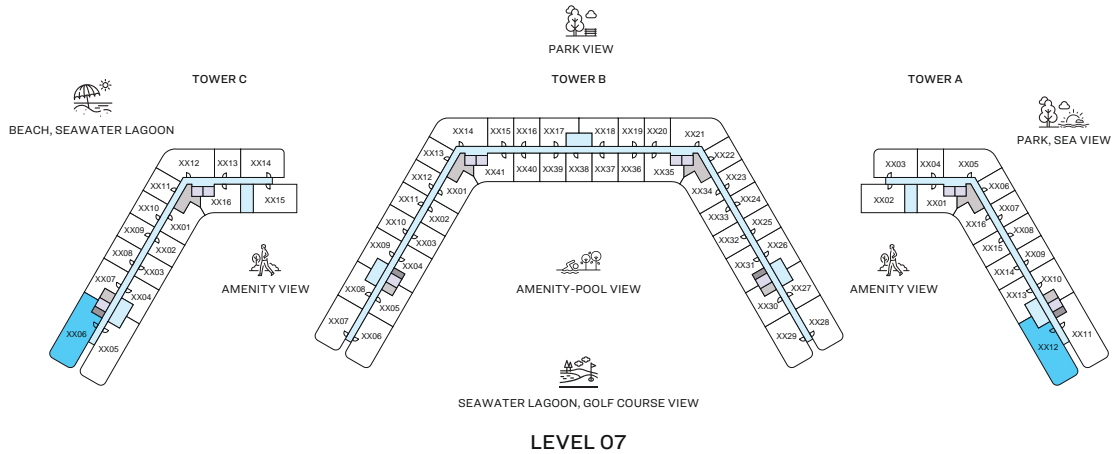 PARK VIEW
TOWER C
TOWER B
TOWER A
BEACH, SEAWATER LAGOON
PARK, SEA VIEW
XX12 XX13 XX14
XX11
XX10
XX09
XX08
XX07
XX06
XX16 XX15
XX01
XX02
XX03
XX04
XX05
AMENITY VIEW
XX14 XX15 XX16 XX17 XX18 XX19 XX20 XX21
XX13
XX12
XX11
XX10
XX09
XX08
XX07
XX41 XX40 XX39 XX38 XX37 XX36 XX35
XX01
XX02
XX03
XX04
XX05
XX06
XX22
XX23
XX24
XX25
XX26
XX27
XX28
XX34
XX33
XX32
XX31
XX30
XX29
AMENITY-POOL VIEW
AMENITY VIEW
XX03 XX04 XX05
XX02 XX01
XX06
XX07
XX08
XX09
XX10
XX11
XX16
XX15
XX14
XX13
XX12
SEAWATER LAGOON, GOLF COURSE VIEW
LEVEL 07